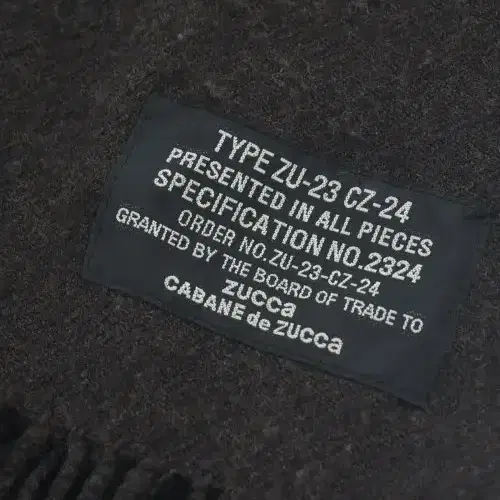 TYPE ZU-23 CZ-24
PRESENTED IN ALL PIECES
SPECIFICATION NO.2324
ORDER NO.ZU-23-CZ-24
GRANTED BY THE BOARD OF TRADE TO
ZUCCa
CABANE de ZUCCa